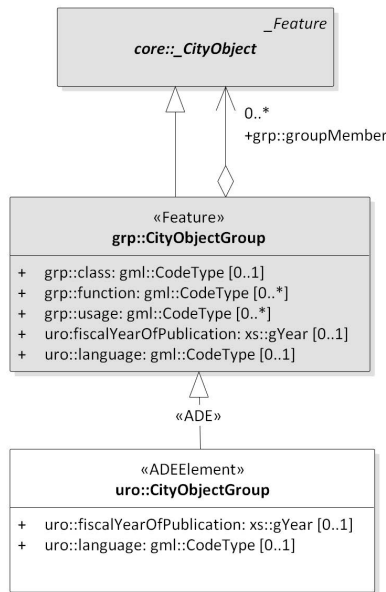 _Feature
core::_CityObject
0..*
+grp::groupMember
«Feature»
grp::CityObjectGroup
+ grp::class: gml::CodeType [0..1]
+ grp::function: gml::CodeType [0..*]
+ grp::usage: gml::CodeType [0..*]
+ uro::fiscalYearOfPublication: xs::gYear [0..1]
+ uro::language: gml::CodeType [0..1]
«ADE»
«ADEElement»
uro::CityObjectGroup
+ uro::fiscalYearOfPublication: xs::gYear [0..1]
+ uro::language: gml::CodeType [0..1]